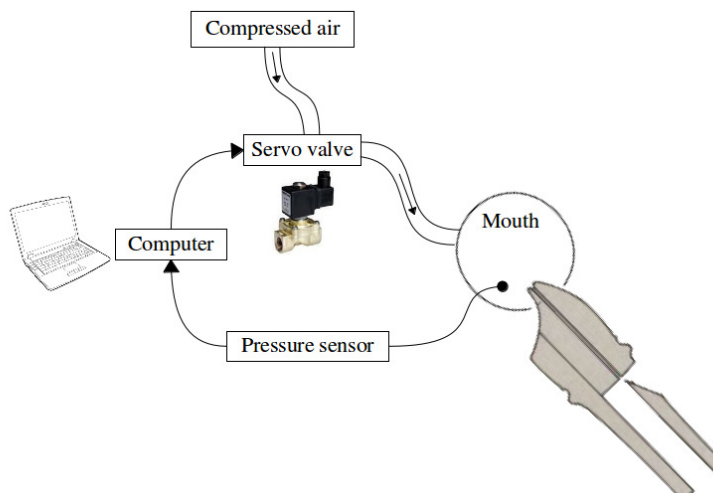 Compressed air
Servo valve
Mouth
Computer
Pressure sensor